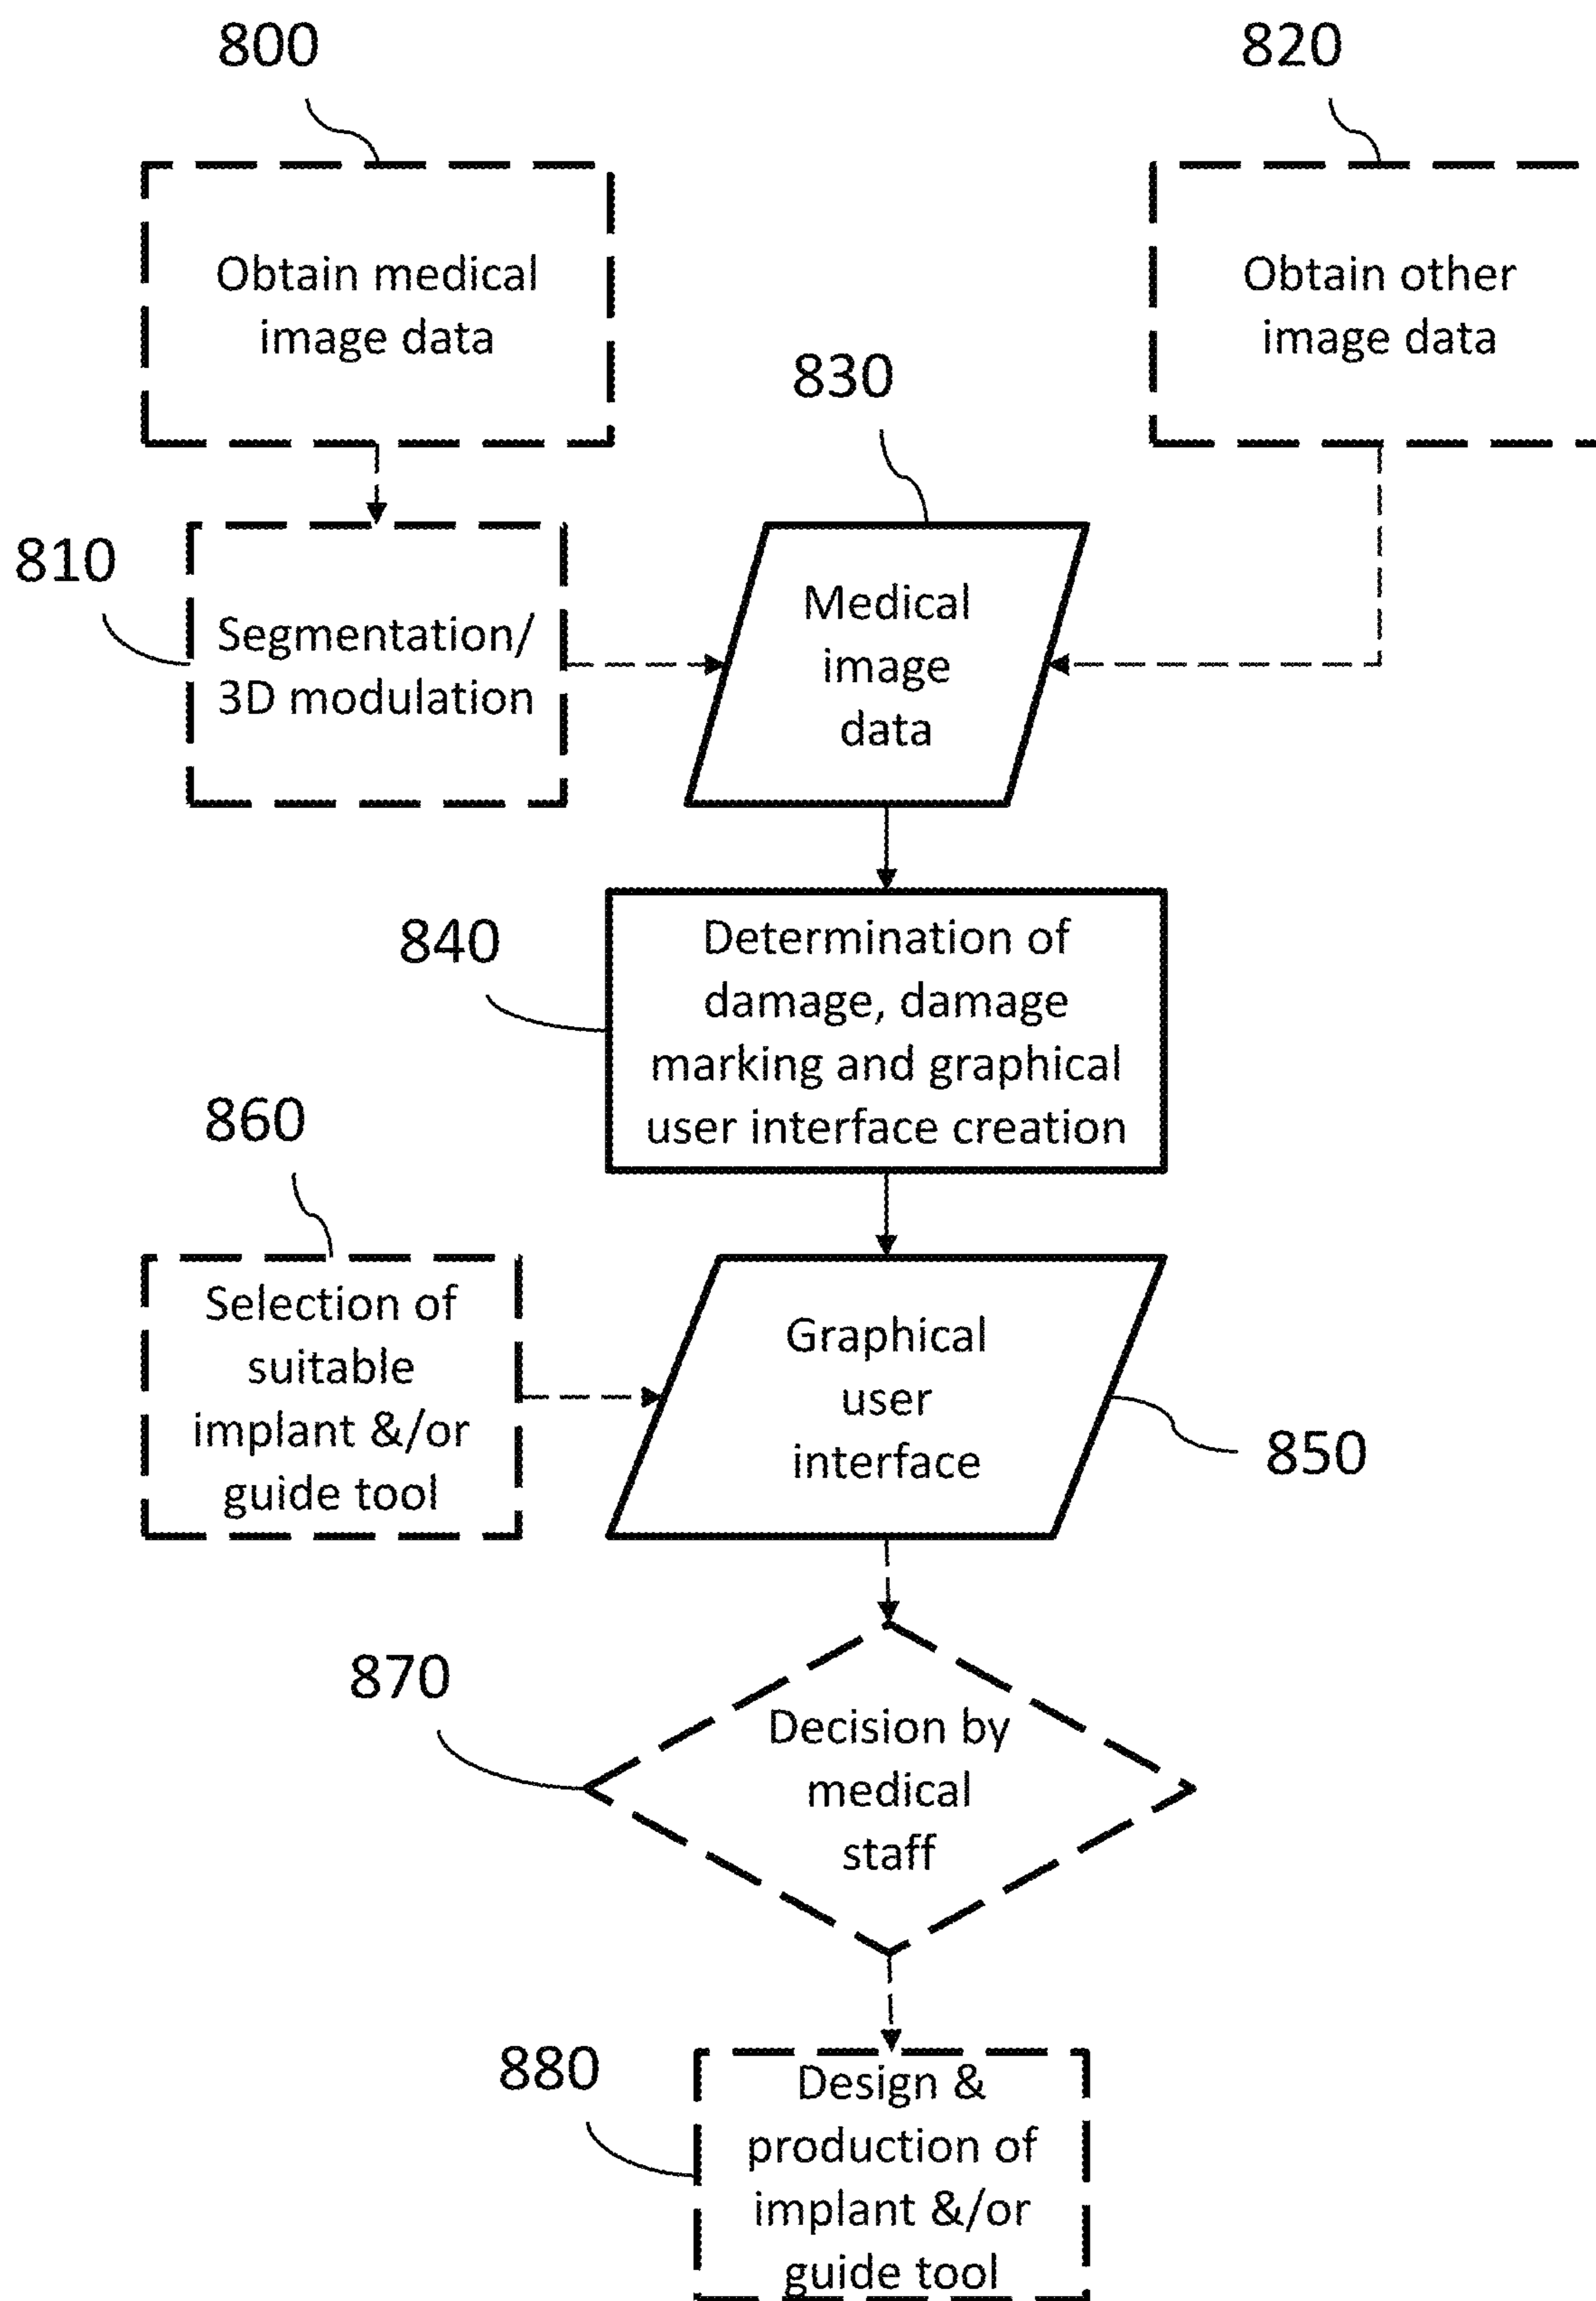 800
820
Obtain medical
image data
Obtain other
image data
830
810
Segmentation/
3D modulation
Medical
image
data
840
Determination of
damage, damage
marking and graphical
user interface creation
860
Selection of
suitable
implant &/or
guide tool
Graphical
user
interface
850
870
Decision by
medical
staff
880
Design &
production of
implant &/or
guide tool